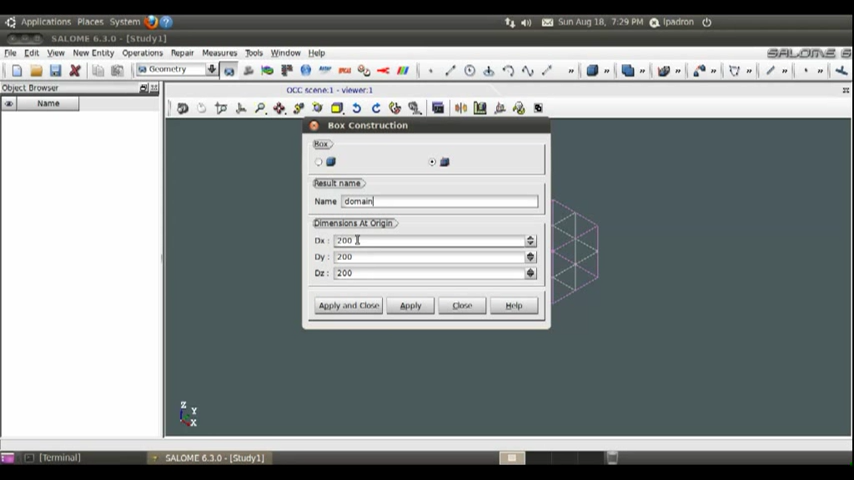 Applications Places System
Sun Aug 18, 7:29 PM lpadron
SALOME 6.3.0 - [Study1]
File Edit View New Entity Operations Repair Measures Tools Window Help
SALOME 6
Geometry
Object Browser
OCC scene:1 - viewer:1
Name
Box Construction
Box
Result name
Name domain
Dimensions At Origin
Dx : 200
Dy : 200
Dz : 200
Apply and Close Apply Close Help
Z
Y
X
[Terminal] SALOME 6.3.0 - [Study1]